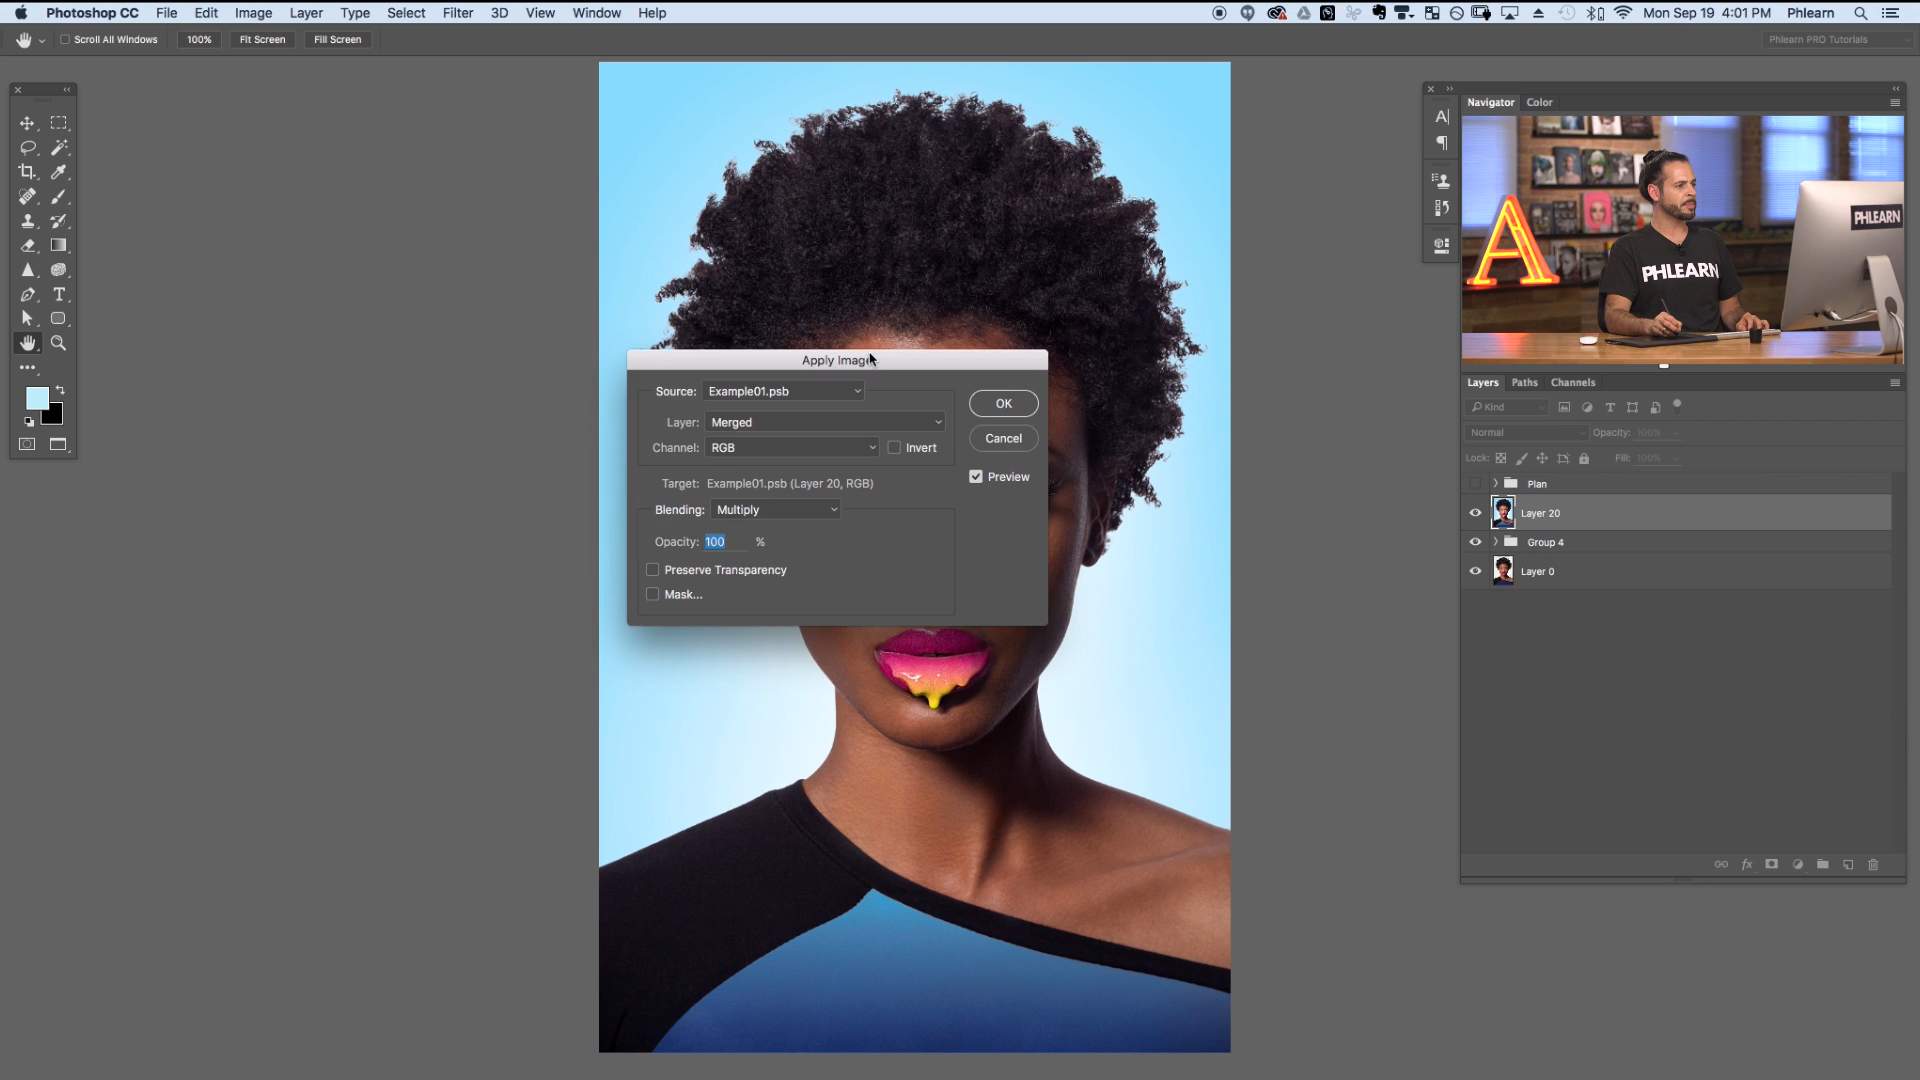 Photoshop CC File Edit Image Layer Type Select Filter 3D View Window Help Mon Sep 19 4:01 PM Phlearn
Scroll All Windows 100% Fit Screen Fill Screen Phlearn PRO Tutorials
Navigator Color
PHLEARN
PHLEARN
Apply Image
Source: Example01.psb
Layer: Merged
Channel: RGB Invert
Target: Example01.psb (Layer 20, RGB)
Blending: Multiply
Opacity: 100 %
Preserve Transparency
Mask...
OK
Cancel
Preview
Layers Paths Channels
Kind
Normal Opacity: 100%
Lock: Fill: 100%
Plan
Layer 20
Group 4
Layer 0
fx